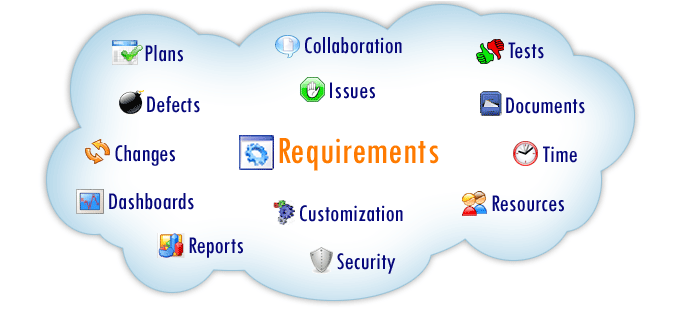 Plans
Collaboration
Tests
Defects
Issues
Documents
Changes
Requirements
Time
Dashboards
Customization
Resources
Reports
Security